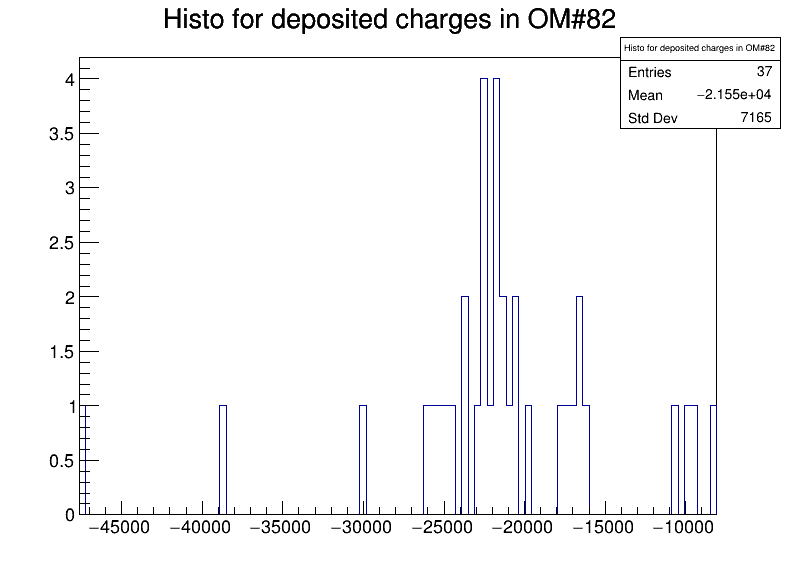 Histo for deposited charges in OM#82
Histo for deposited charges in OM#82
Entries 37
Mean −2.155e+04
Std Dev 7165
4
3.5
3
2.5
2
1.5
1
0.5
0
−45000 −40000 −35000 −30000 −25000 −20000 −15000 −10000